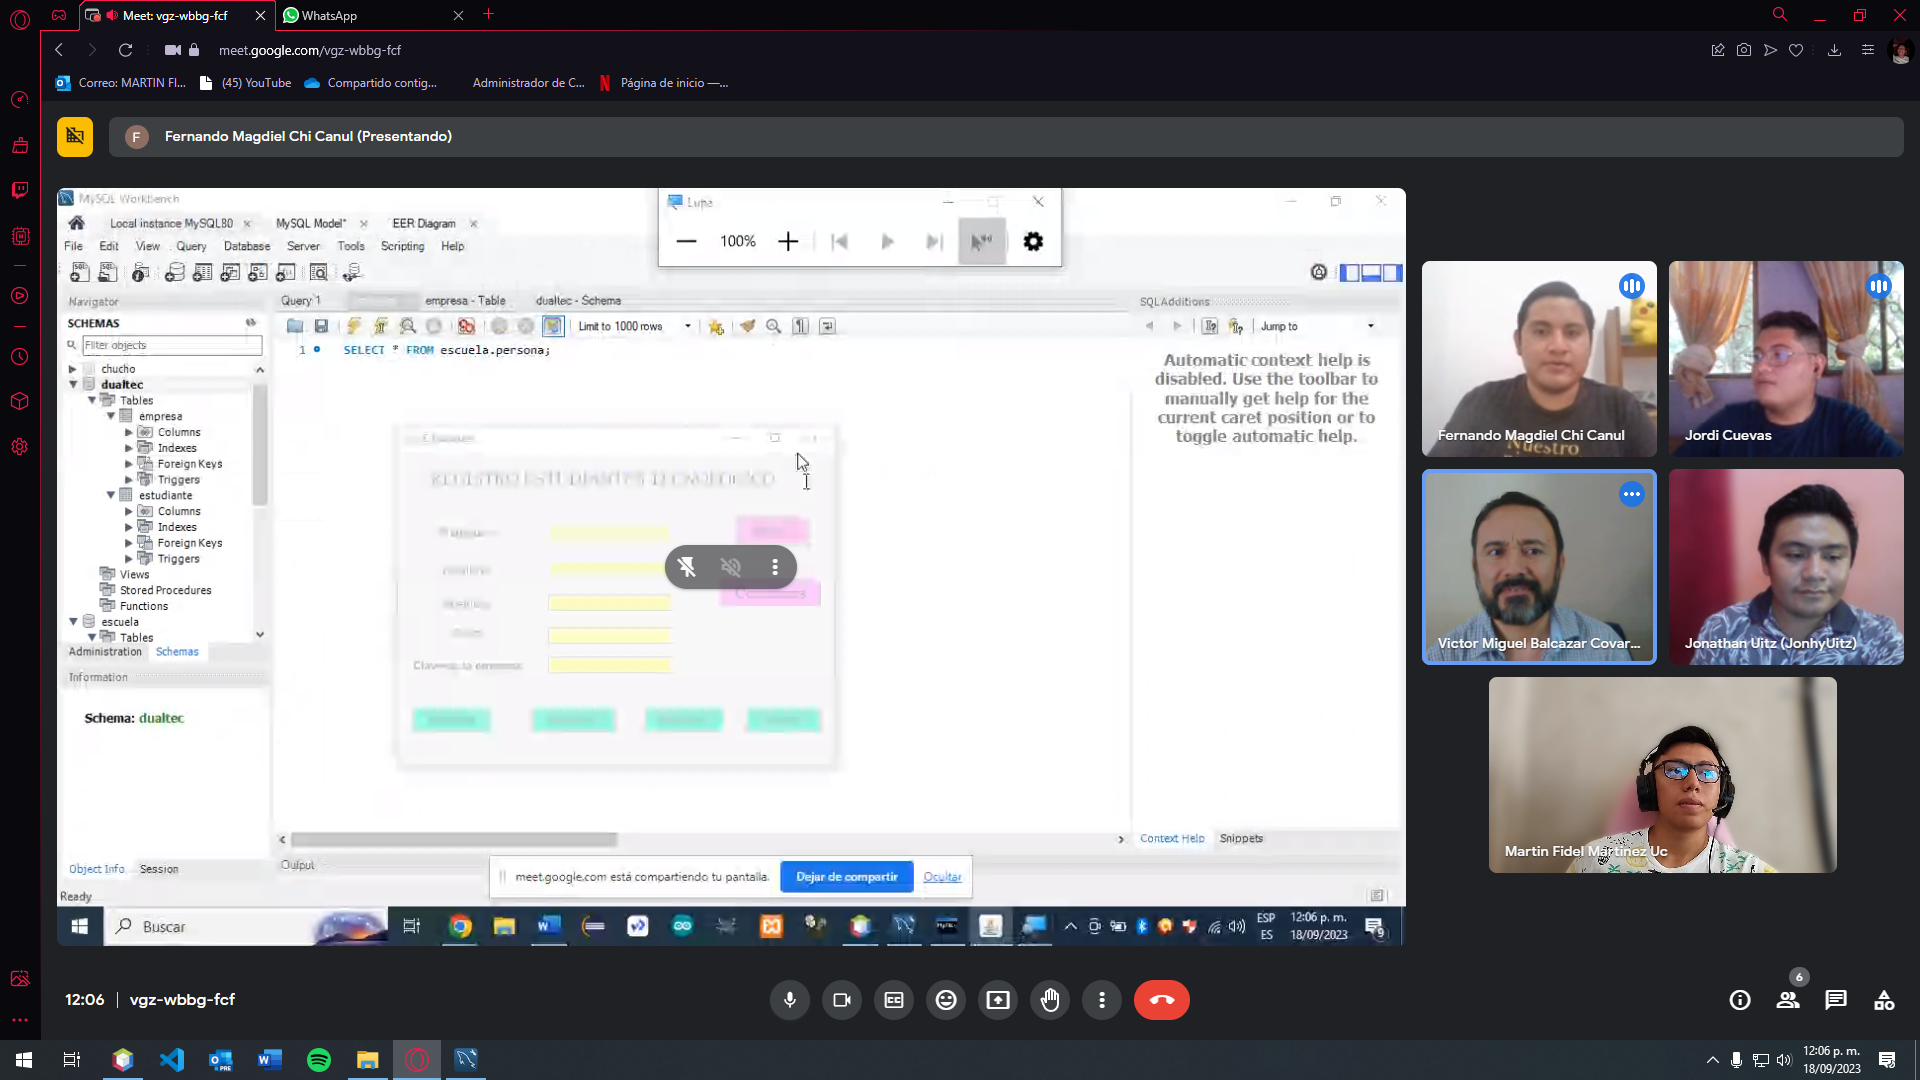 Meet: vgz-wbbg-fcf
WhatsApp
meet.google.com/vgz-wbbg-fcf
Correo: MARTIN FI...
(45) YouTube
Compartido contig...
Administrador de C...
Página de inicio —...
F
Fernando Magdiel Chi Canul (Presentando)
MySQL Workbench
Local instance MySQL80
MySQL Model*
EER Diagram
File Edit View Query Database Server Tools Scripting Help
Lupa
100%
Navigator
SCHEMAS
Filter objects
chucho
dualtec
Tables
empresa
Columns
Indexes
Foreign Keys
Triggers
estudiante
Columns
Indexes
Foreign Keys
Triggers
Views
Stored Procedures
Functions
escuela
Tables
Administration Schemas
Information
Schema: dualtec
Object Info Session
Ready
Query 1
empresa - Table
dualtec - Schema
Limit to 1000 rows
1 SELECT * FROM escuela.persona;
REGISTRO ESTUDIANTES TECNOLOGICO
SQLAdditions
Jump to
Automatic context help is
disabled. Use the toolbar to
manually get help for the
current caret position or to
toggle automatic help.
Context Help Snippets
Output
meet.google.com está compartiendo tu pantalla.
Dejar de compartir
Ocultar
Buscar
ESP
ES
12:06 p. m.
18/09/2023
9
Fernando Magdiel Chi Canul
Nuestro
Jordi Cuevas
Victor Miguel Balcazar Covar...
Jonathan Uitz (JonhyUitz)
Martin Fidel Martinez Uc
12:06
vgz-wbbg-fcf
6
12:06 p. m.
18/09/2023